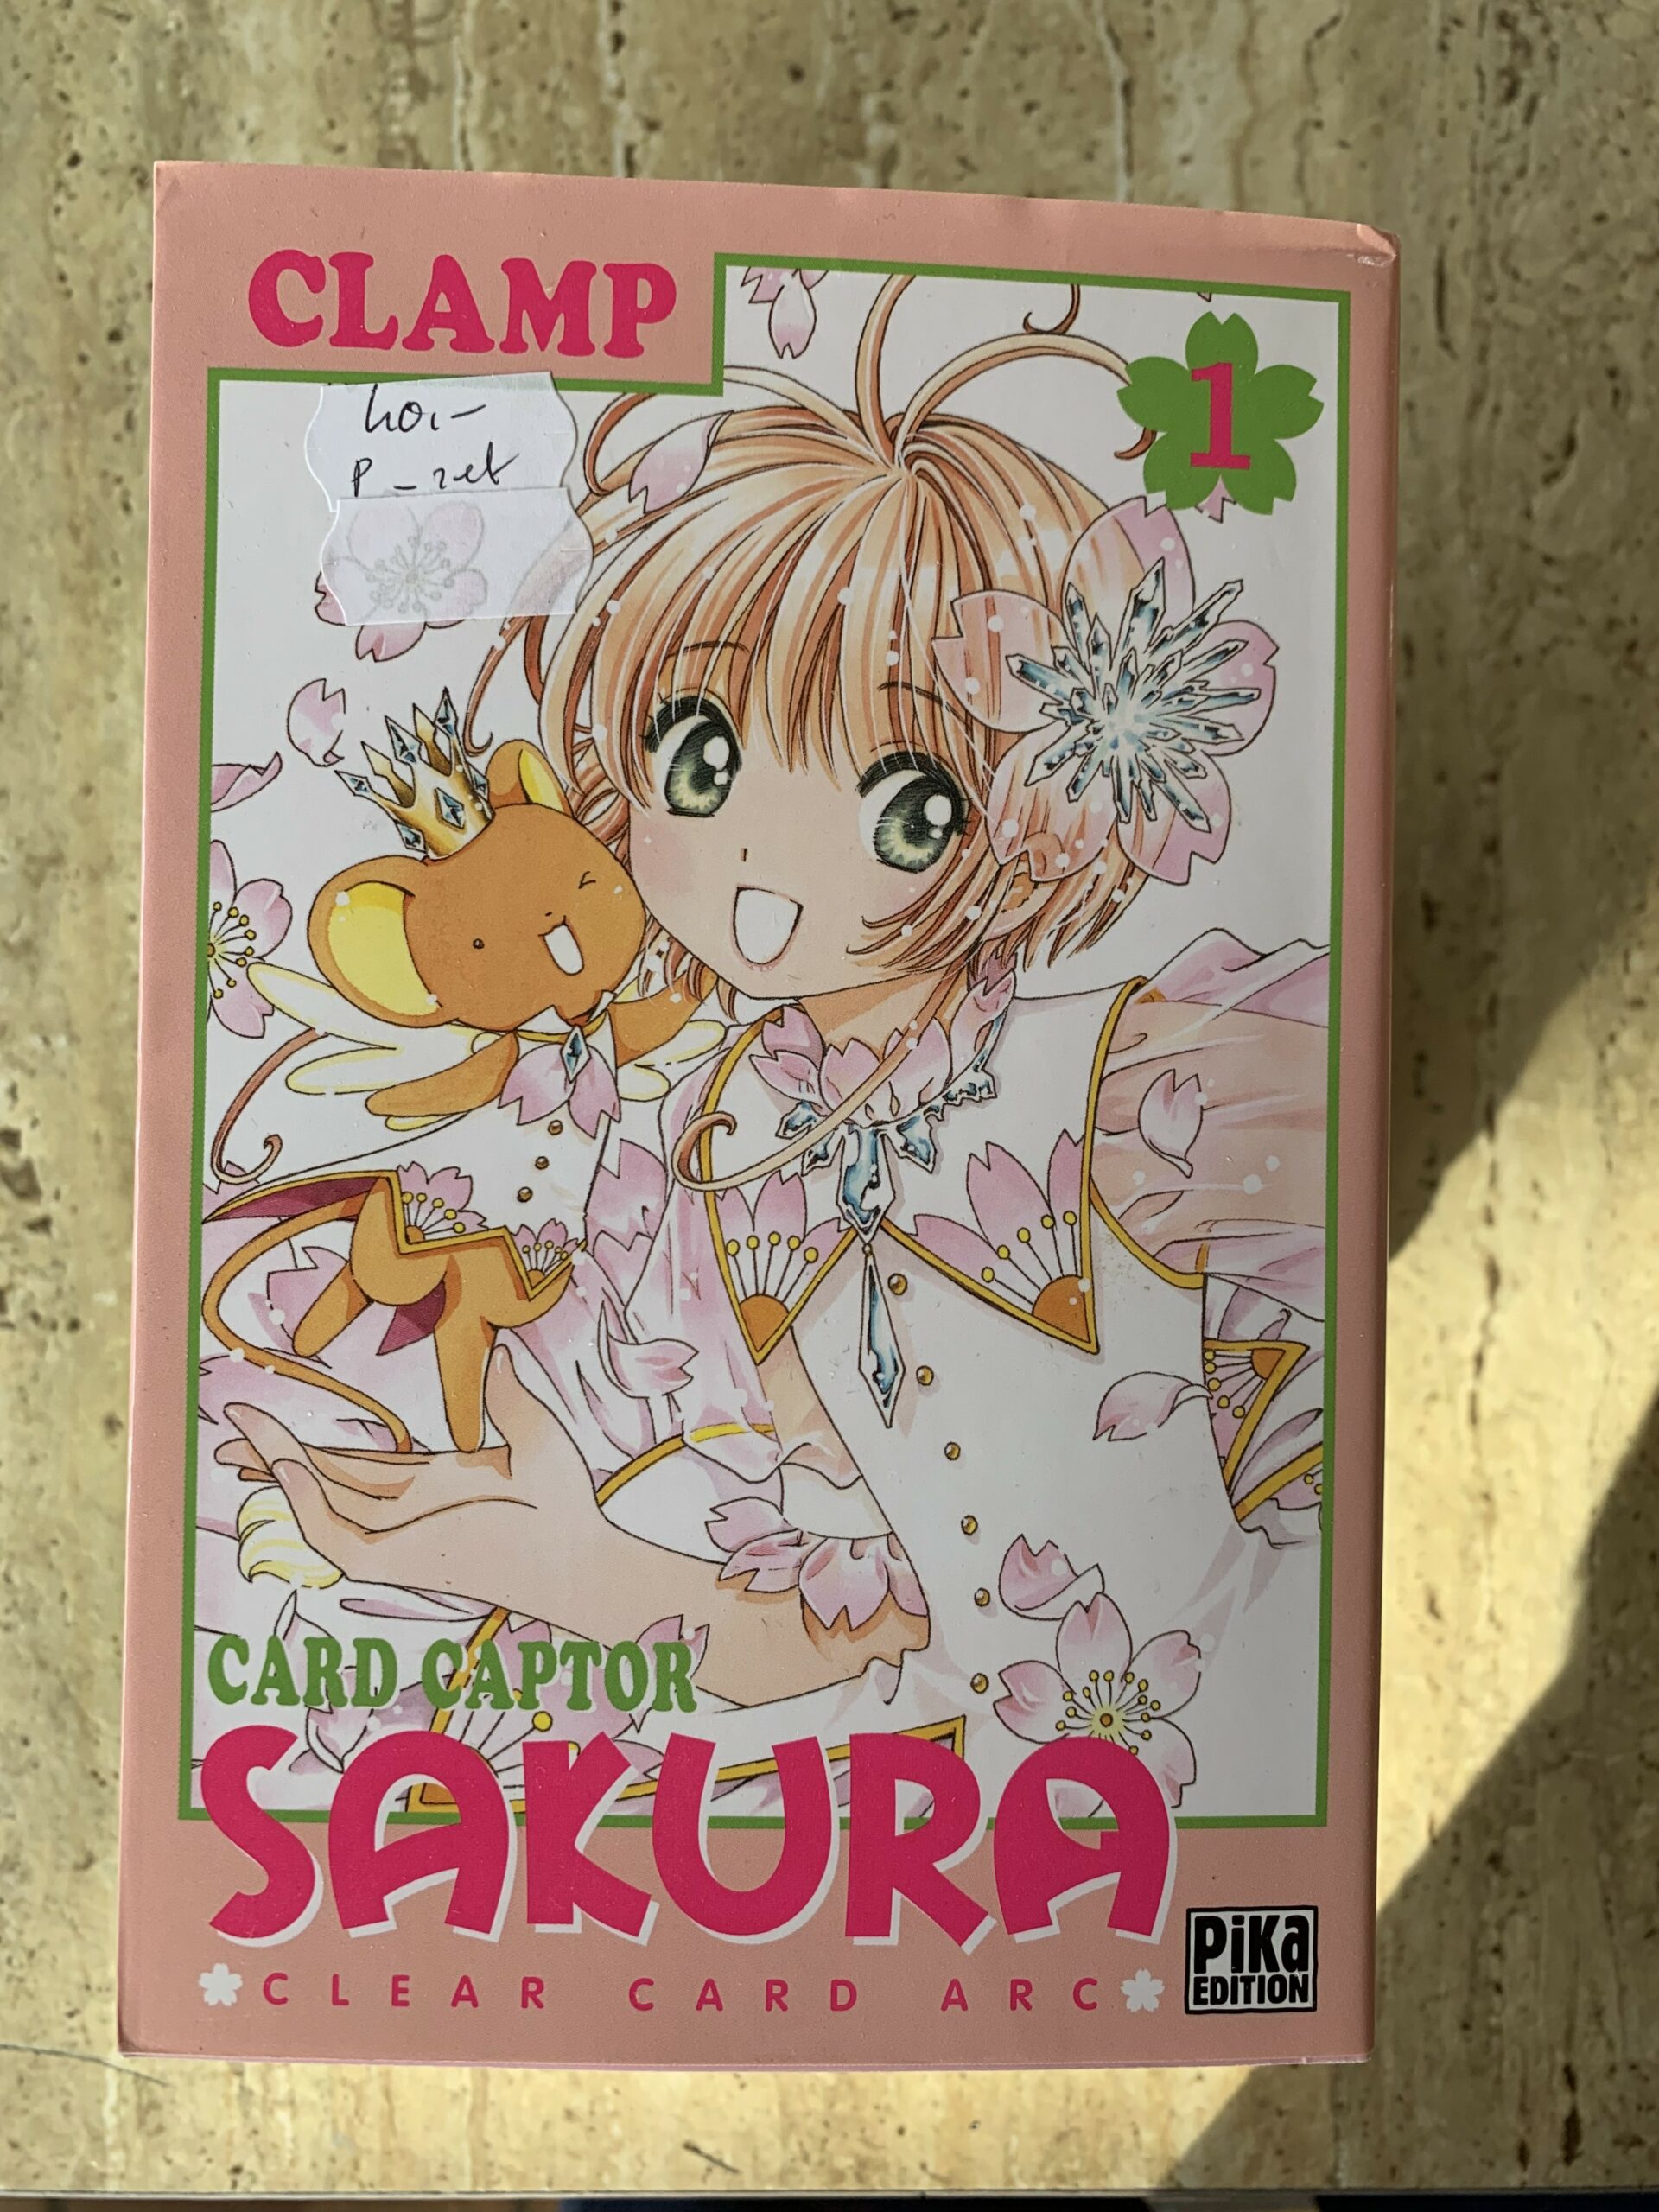 CLAMP
1
CARD CAPTOR
SAKURA
CLEAR CARD ARC
PiKa
EDITION